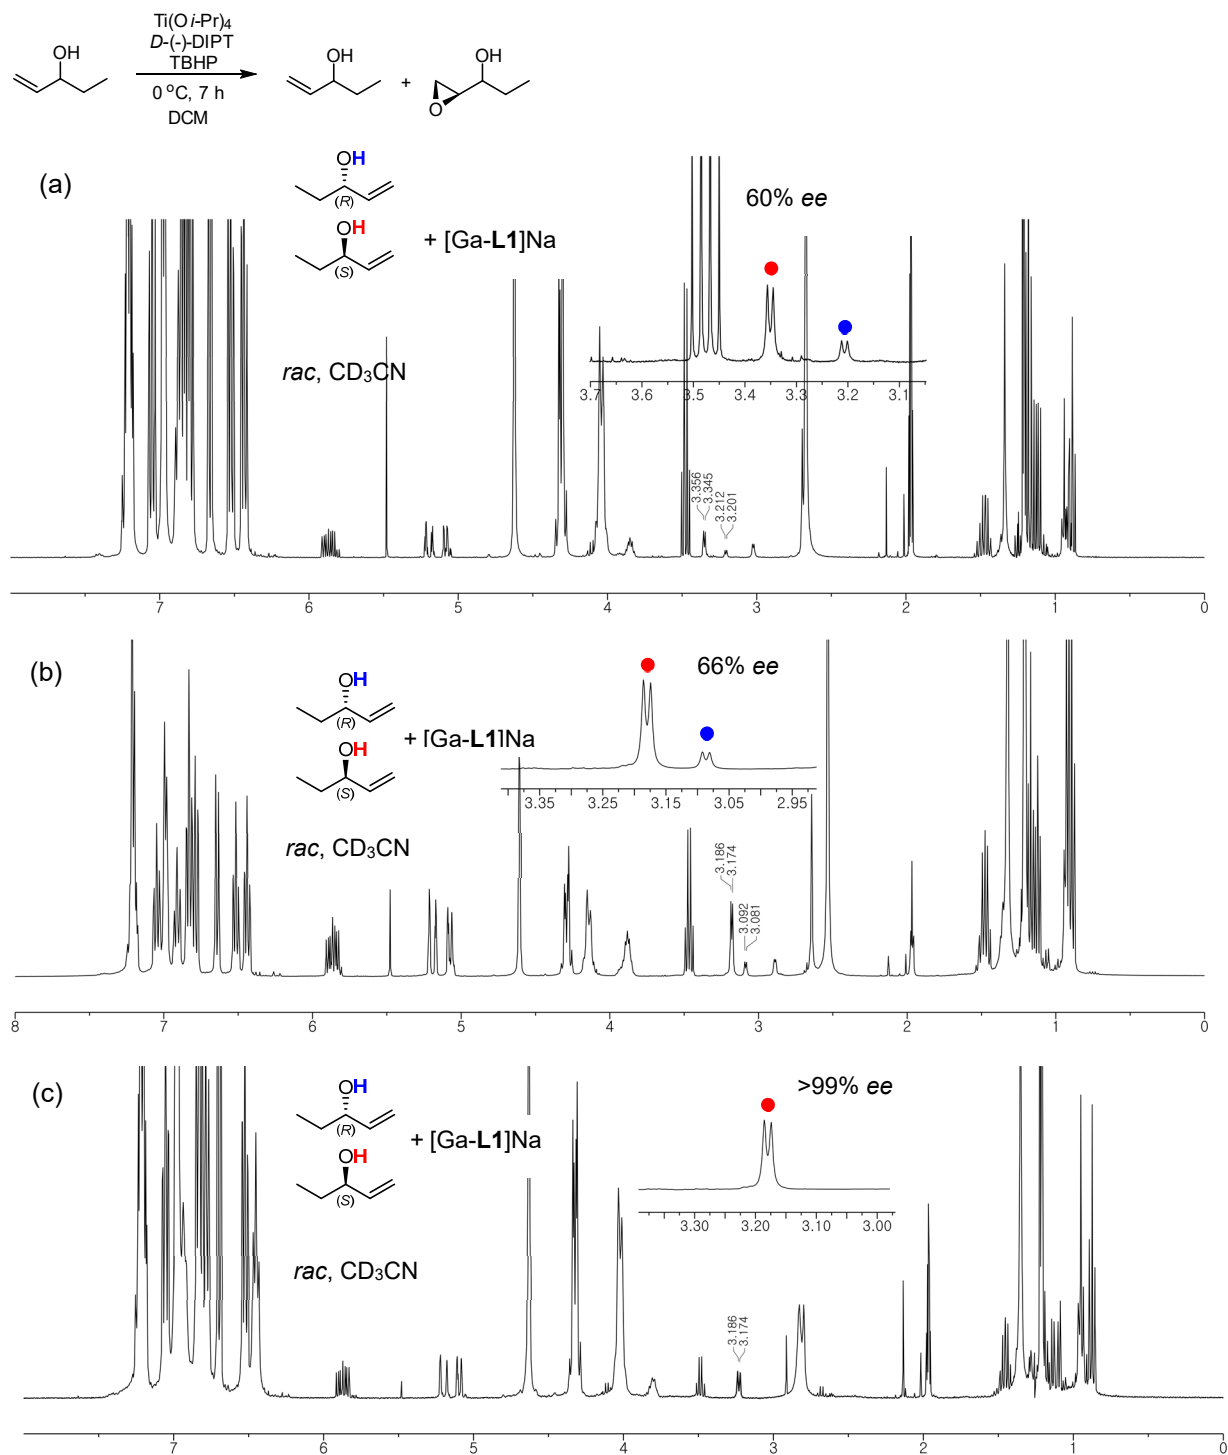 OH
Ti(O i-Pr)4
D-(-)-DIPT
TBHP
0 °C, 7 h
DCM
OH
+
OH
O
(a)
OH
(R)
OH
(S)
+ [Ga-L1]Na
rac, CD3CN
60% ee
3.7 3.6 3.5 3.4 3.3 3.2 3.1
3.356
3.345
3.212
3.201
7 6 5 4 3 2 1 0
(b)
OH
(R)
OH
(S)
+ [Ga-L1]Na
rac, CD3CN
66% ee
3.35 3.25 3.15 3.05 2.95
3.186
3.174
3.092
3.081
8 7 6 5 4 3 2 1 0
(c)
OH
(R)
OH
(S)
+ [Ga-L1]Na
rac, CD3CN
>99% ee
3.30 3.20 3.10 3.00
3.186
3.174
7 6 5 4 3 2 1 0